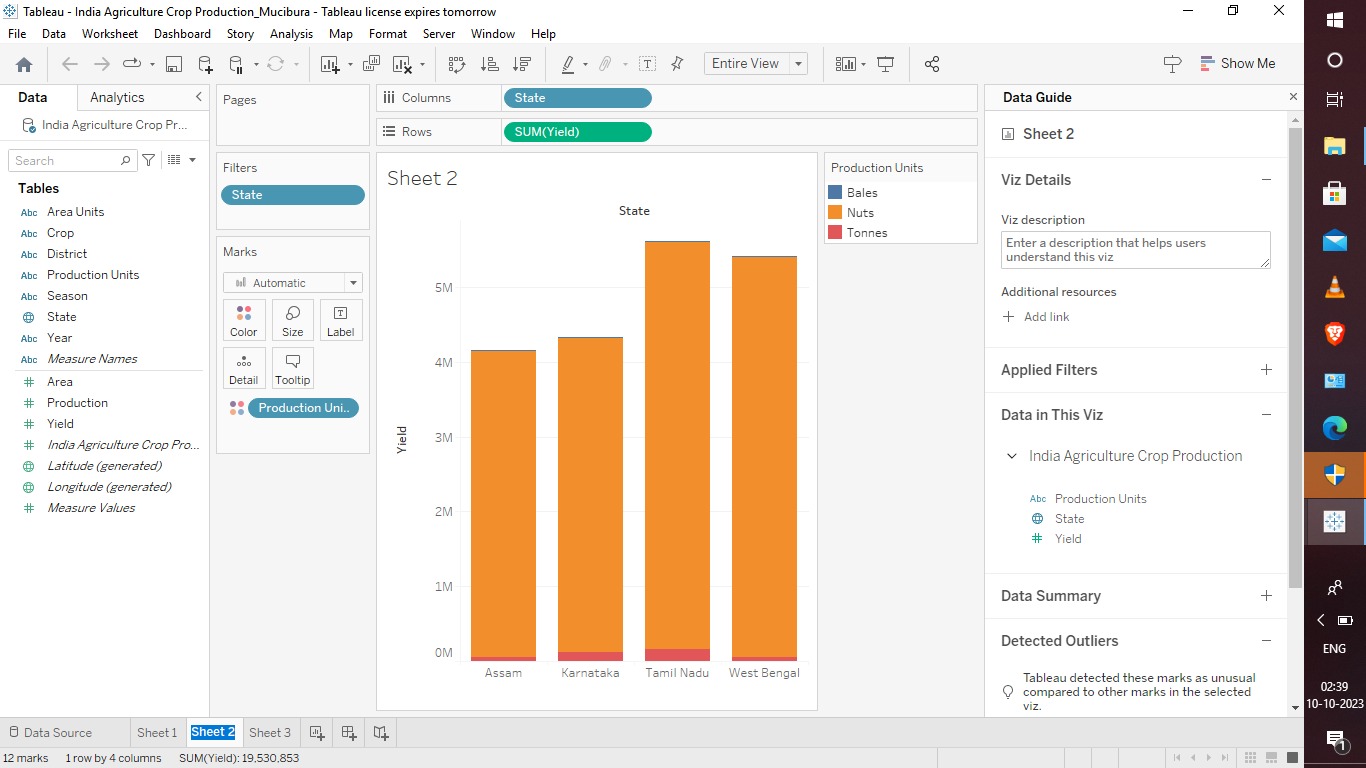 Tableau - India Agriculture Crop Production_Mucibura - Tableau license expires tomorrow
File Data Worksheet Dashboard Story Analysis Map Format Server Window Help
Entire View
Show Me
Data Analytics
India Agriculture Crop Pr...
Search
Tables
Abc Area Units
Abc Crop
Abc District
Abc Production Units
Abc Season
State
Abc Year
Abc Measure Names
# Area
# Production
# Yield
# India Agriculture Crop Pro...
Latitude (generated)
Longitude (generated)
# Measure Values
Pages
Filters
State
Marks
Automatic
Color Size Label
Detail Tooltip
Production Uni..
Columns State
Rows SUM(Yield)
Sheet 2
State
Yield
5M
4M
3M
2M
1M
0M
Assam Karnataka Tamil Nadu West Bengal
Production Units
Bales
Nuts
Tonnes
Data Guide
Sheet 2
Viz Details
Viz description
Enter a description that helps users
understand this viz
Additional resources
+ Add link
Applied Filters
Data in This Viz
India Agriculture Crop Production
Abc Production Units
State
# Yield
Data Summary
Detected Outliers
Tableau detected these marks as unusual
compared to other marks in the selected
viz.
Data Source Sheet 1 Sheet 2 Sheet 3
12 marks 1 row by 4 columns SUM(Yield): 19,530,853
ENG
02:39
10-10-2023
1